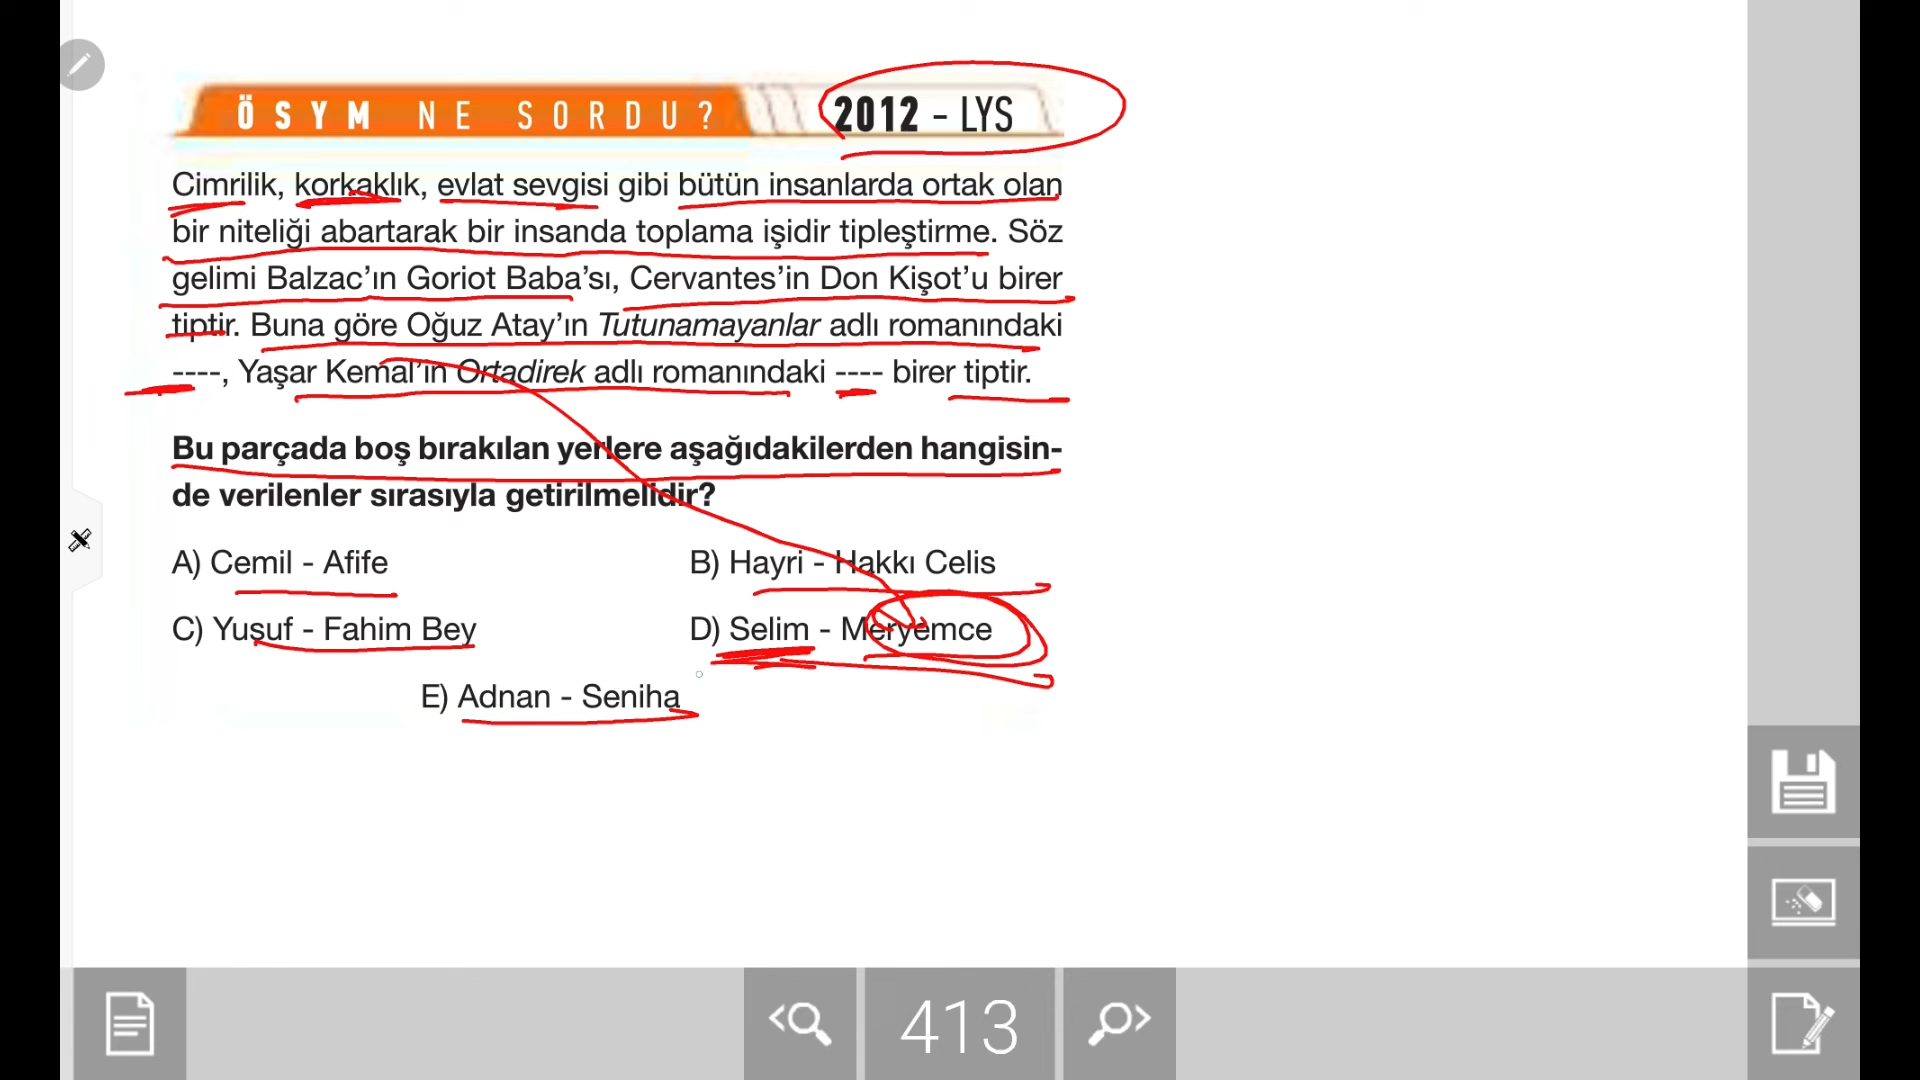 ÖSYM NE SORDU? 2012 - LYS
Cimrilik, korkaklık, evlat sevgisi gibi bütün insanlarda ortak olan
bir niteliği abartarak bir insanda toplama işidir tipleştirme. Söz
gelimi Balzac’ın Goriot Baba’sı, Cervantes’in Don Kişot’u birer
tiptir. Buna göre Oğuz Atay’ın Tutunamayanlar adlı romanındaki
----, Yaşar Kemal’in Ortadirek adlı romanındaki ---- birer tiptir.
Bu parçada boş bırakılan yerlere aşağıdakilerden hangisin-
de verilenler sırasıyla getirilmelidir?
A) Cemil - Afife
B) Hayri - Hakkı Celis
C) Yusuf - Fahim Bey
D) Selim - Meryemce
E) Adnan - Seniha
413